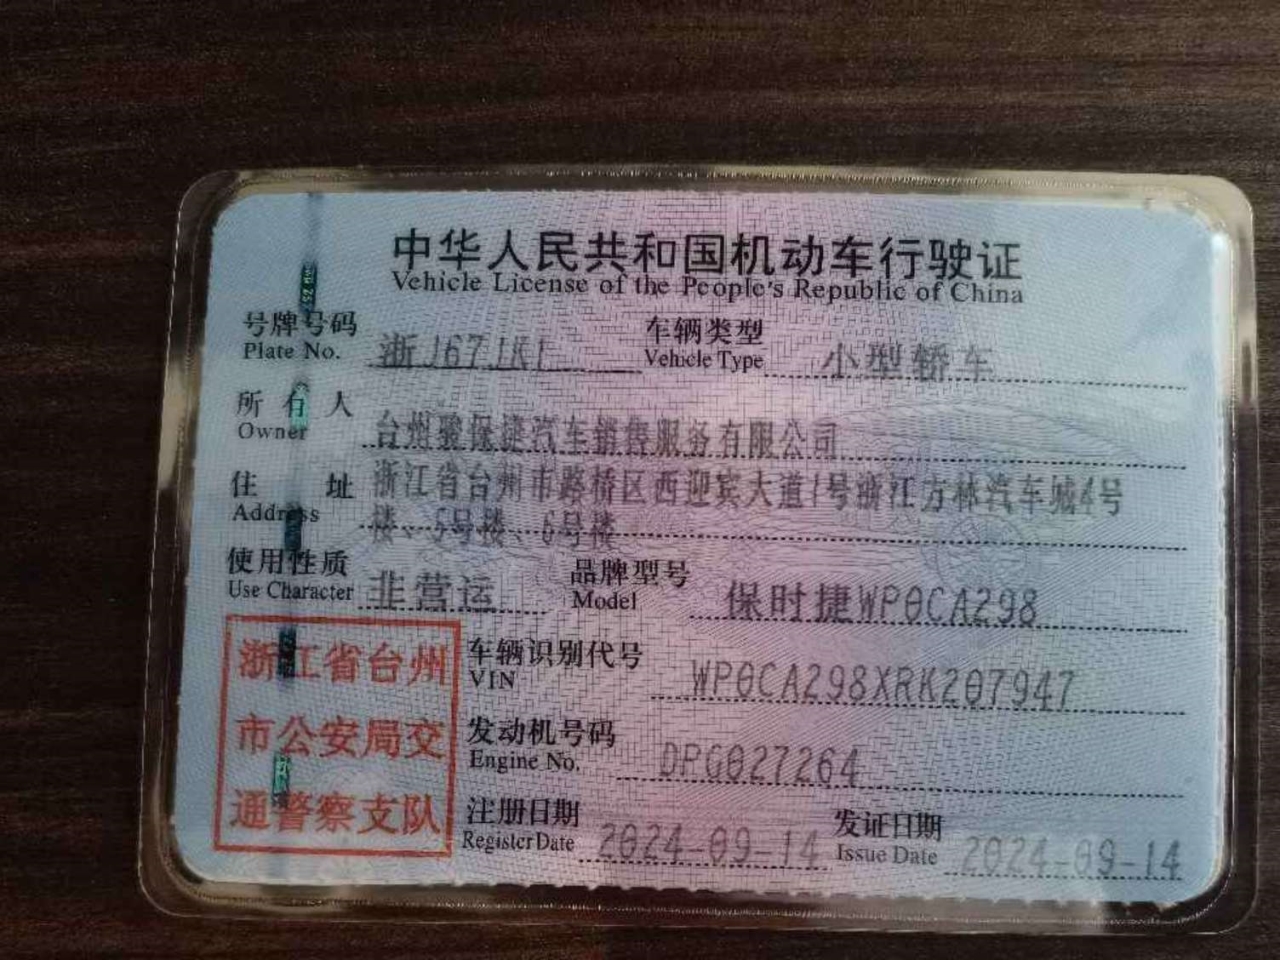 中华人民共和国机动车行驶证
Vehicle License of the People's Republic of China
号牌号码 Plate No. 浙J671K1 车辆类型 Vehicle Type 小型轿车
所有人 Owner 台州骏保捷汽车销售服务有限公司
住址 Address 浙江省台州市路桥区西迎宾大道1号浙江方林汽车城4号
楼、5号楼、6号楼
使用性质 Use Character 非营运 品牌型号 Model 保时捷WP0CA298
浙江省台州
市公安局交
通警察支队
车辆识别代号 VIN WP0CA298XRK207947
发动机号码 Engine No. DPG027264
注册日期 Register Date 2024-09-14 发证日期 Issue Date 2024-09-14